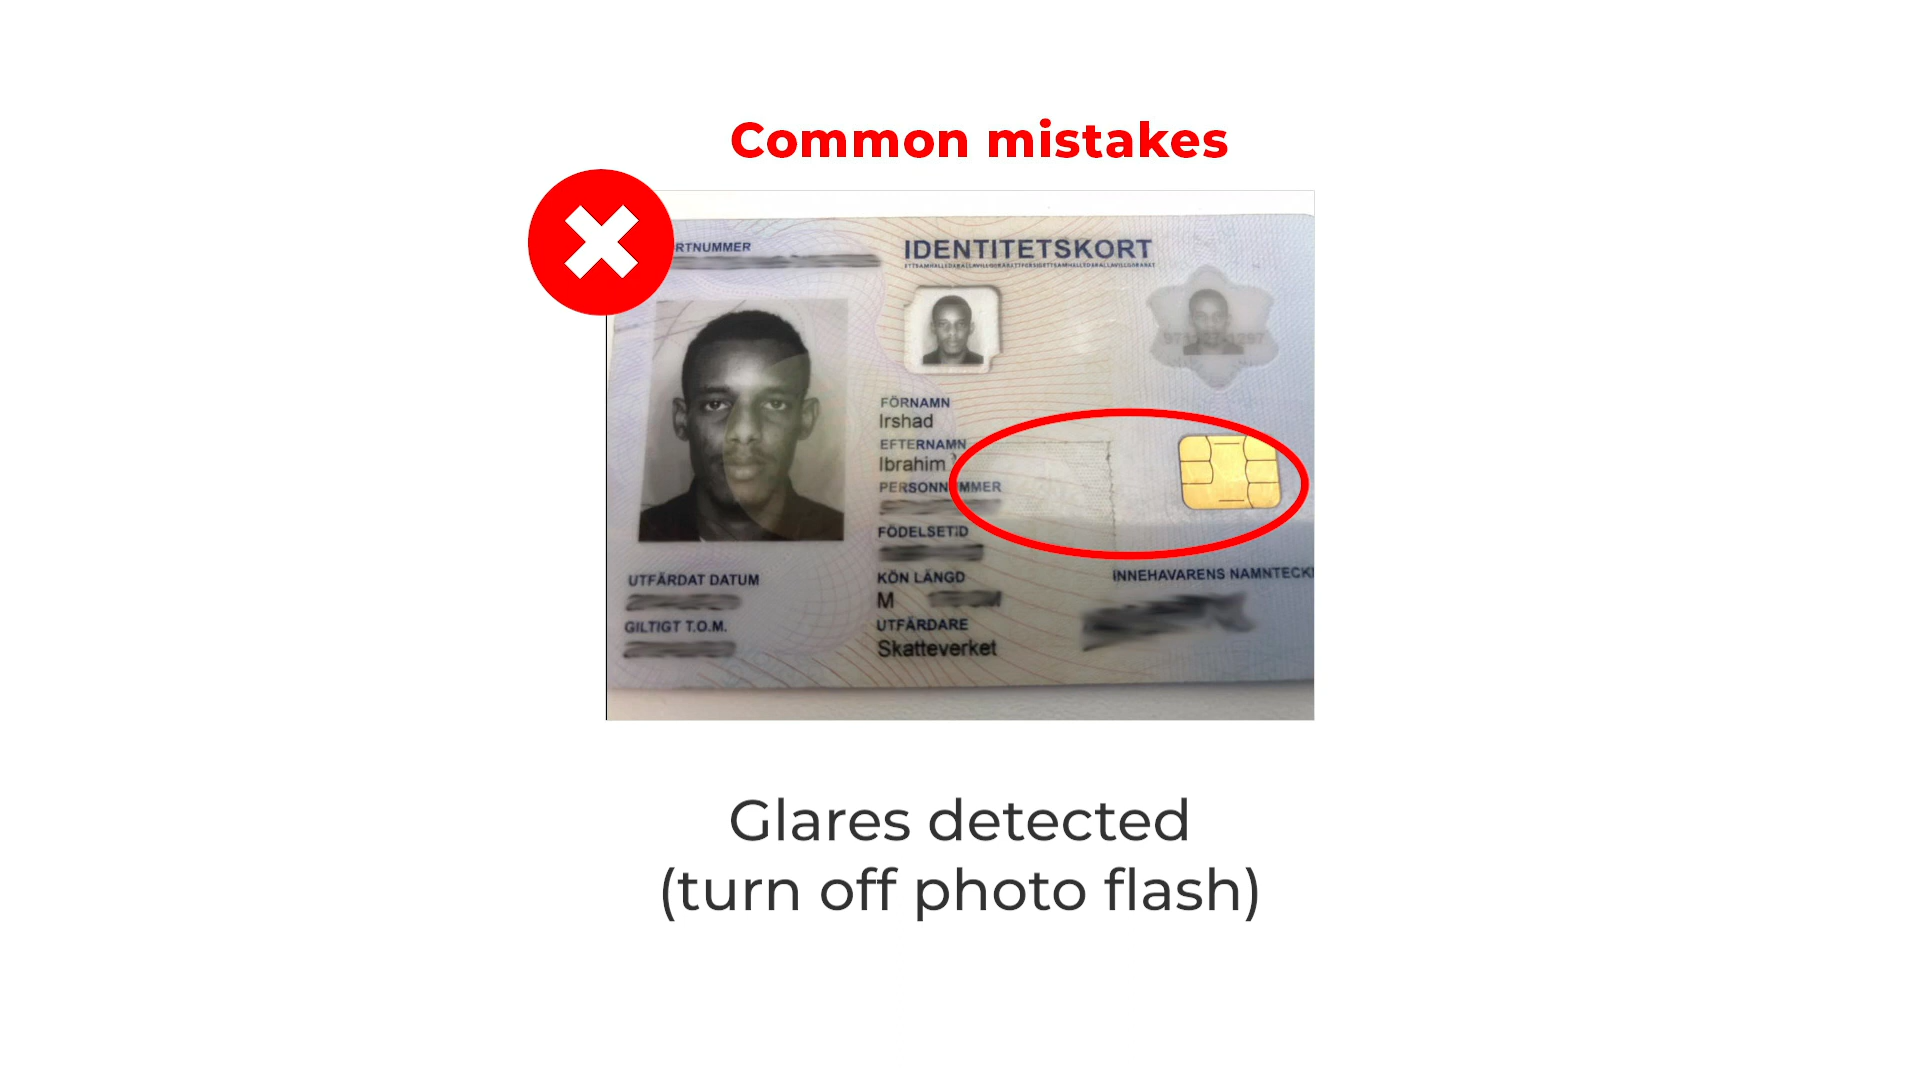 Common mistakes
RTNUMMER
IDENTITETSKORT
FÖRNAMN
Irshad
EFTERNAMN
Ibrahim
PERSONNUMMER
FÖDELSETID
KÖN LÄNGD
M
UTFÄRDARE
Skatteverket
UTFÄRDAT DATUM
GILTIGT T.O.M.
INNEHAVARENS NAMNTECK
Glares detected
(turn off photo flash)